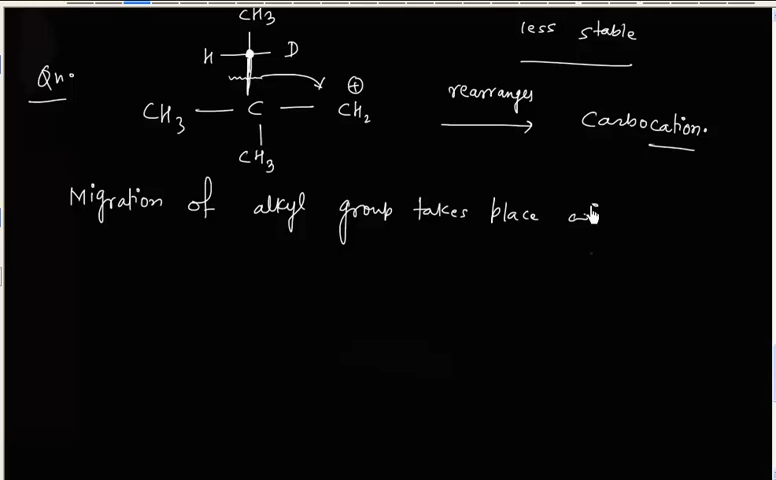 CH3
less stable
H D
Qn.
⊕
CH3 — C — CH2
rearranges
Carbocation.
CH3
Migration of alkyl group takes place